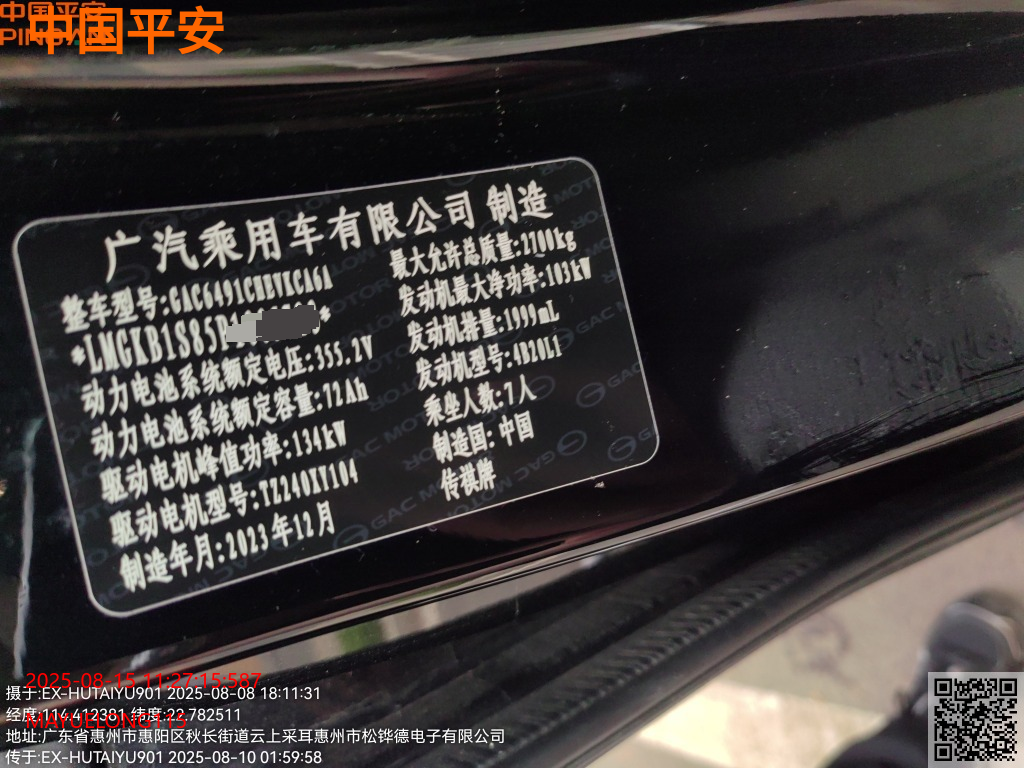 中国平安
PINGAN
中国平安
广汽乘用车有限公司 制造
整车型号:GAC6491CHEVKCA6A
*LMGKB1S85
动力电池系统额定电压:355.2V
动力电池系统额定容量:72Ah
驱动电机峰值功率:134kW
驱动电机型号:TZ240XY104
制造年月:2023年12月
最大允许总质量:2700kg
发动机最大净功率:103kW
发动机排量:1999mL
发动机型号:4B20L1
乘坐人数:7人
制造国:中国
传祺牌
2025-08-15 11:27:15:587
摄于:EX-HUTAIYU901 2025-08-08 18:11:31
经度:114.412381 纬度:22.782511
MAYUELONG113
地址:广东省惠州市惠阳区秋长街道云上采耳惠州市松铧德电子有限公司
传于:EX-HUTAIYU901 2025-08-10 01:59:58